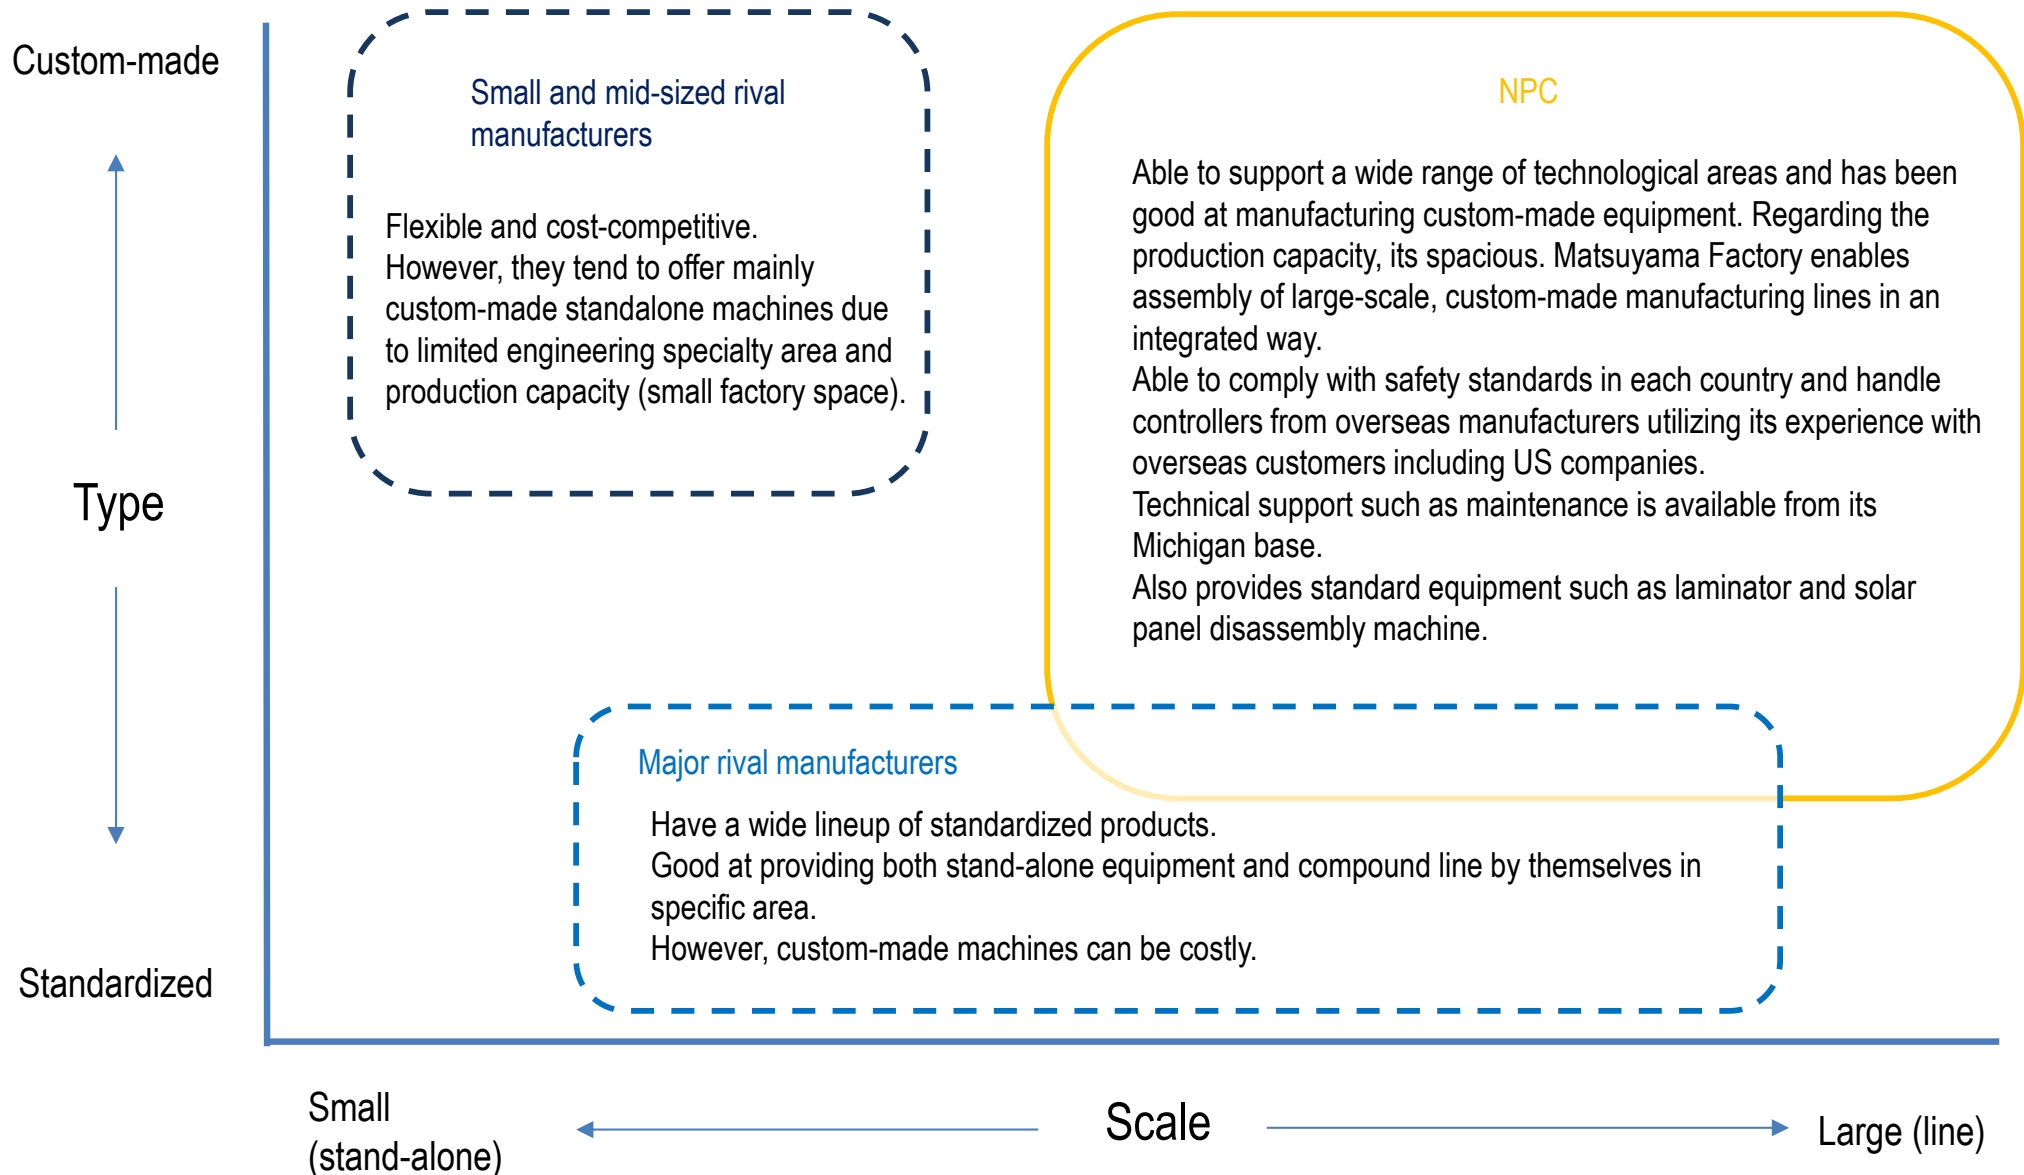 Custom-made
Type
Standardized
Small and mid-sized rival
manufacturers
Flexible and cost-competitive.
However, they tend to offer mainly
custom-made standalone machines due
to limited engineering specialty area and
production capacity (small factory space).
NPC
Able to support a wide range of technological areas and has been
good at manufacturing custom-made equipment. Regarding the
production capacity, its spacious. Matsuyama Factory enables
assembly of large-scale, custom-made manufacturing lines in an
integrated way.
Able to comply with safety standards in each country and handle
controllers from overseas manufacturers utilizing its experience with
overseas customers including US companies.
Technical support such as maintenance is available from its
Michigan base.
Also provides standard equipment such as laminator and solar
panel disassembly machine.
Major rival manufacturers
Have a wide lineup of standardized products.
Good at providing both stand-alone equipment and compound line by themselves in
specific area.
However, custom-made machines can be costly.
Small
(stand-alone)
Scale
Large (line)